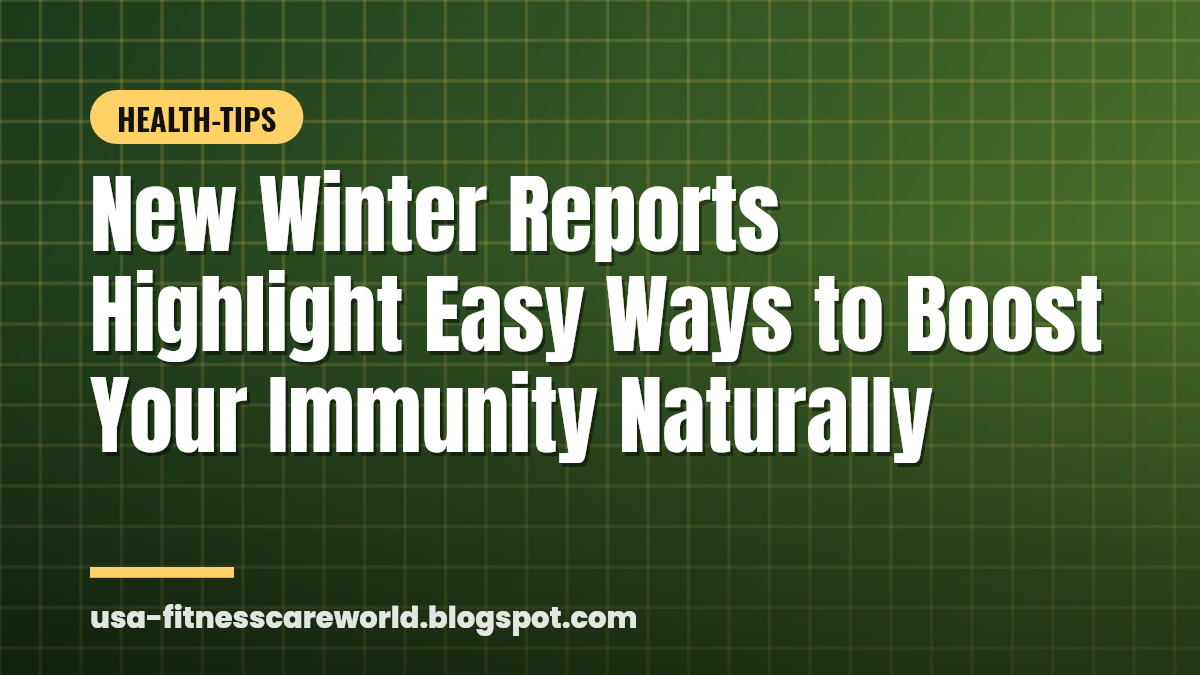 HEALTH-TIPS
New Winter Reports
Highlight Easy Ways to Boost
Your Immunity Naturally
usa-fitnesscareworld.blogspot.com